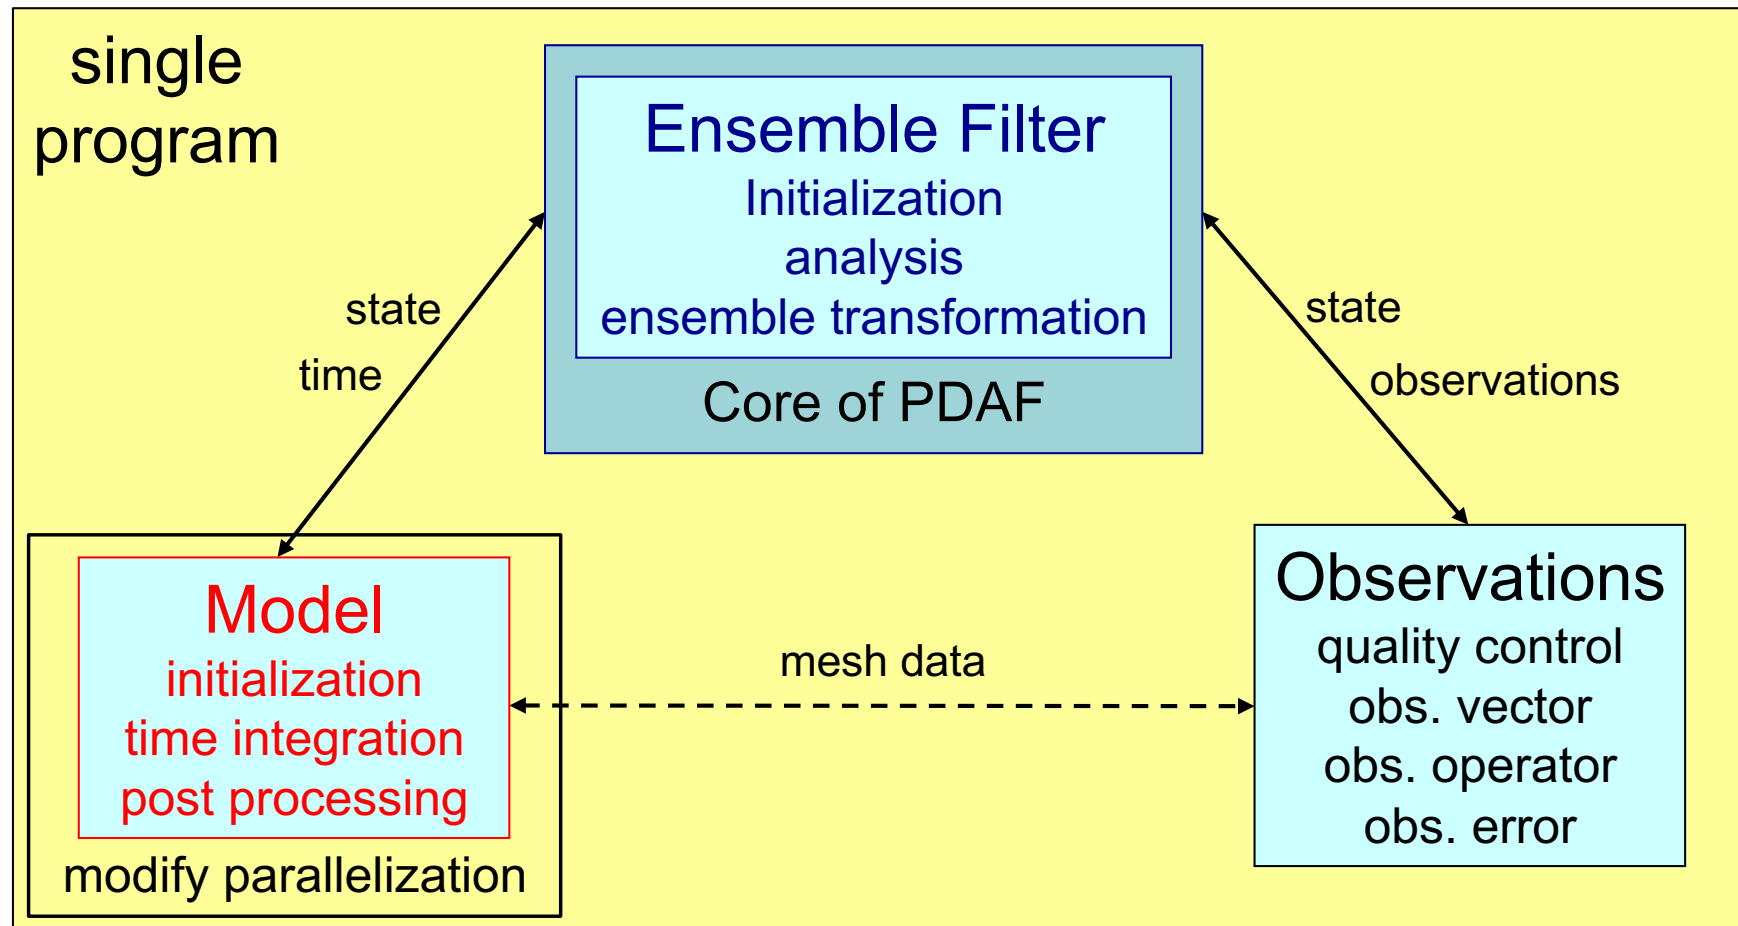 single
program
Ensemble Filter
Initialization
analysis
ensemble transformation
Core of PDAF
state
time
state
observations
Model
initialization
time integration
post processing
modify parallelization
mesh data
Observations
quality control
obs. vector
obs. operator
obs. error